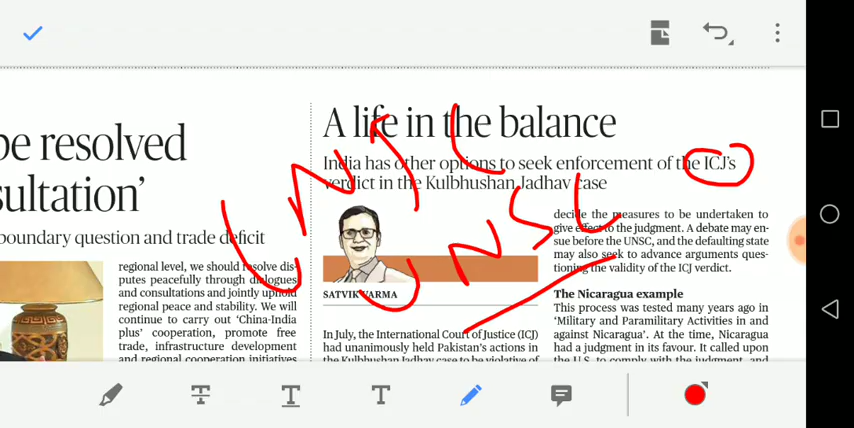 be resolved
sultation'
boundary question and trade deficit
regional level, we should resolve dis-
putes peacefully through dialogues
and consultations and jointly uphold
regional peace and stability. We will
continue to carry out 'China-India
plus' cooperation, promote free
trade, infrastructure development
and regional cooperation initiatives
A life in the balance
India has other options to seek enforcement of the ICJ's
verdict in the Kulbhushan Jadhav case
SATVIK VARMA
In July, the International Court of Justice (ICJ)
had unanimously held Pakistan's actions in
the Kulbhushan Jadhav case to be violative of
decide the measures to be undertaken to
give effect to the judgment. A debate may en-
sue before the UNSC, and the defaulting state
may also seek to advance arguments ques-
tioning the validity of the ICJ verdict.
The Nicaragua example
This process was tested many years ago in
'Military and Paramilitary Activities in and
against Nicaragua'. At the time, Nicaragua
had a judgment in its favour. It called upon
the U.S. to comply with the judgment, and
UNSC
T
T
T